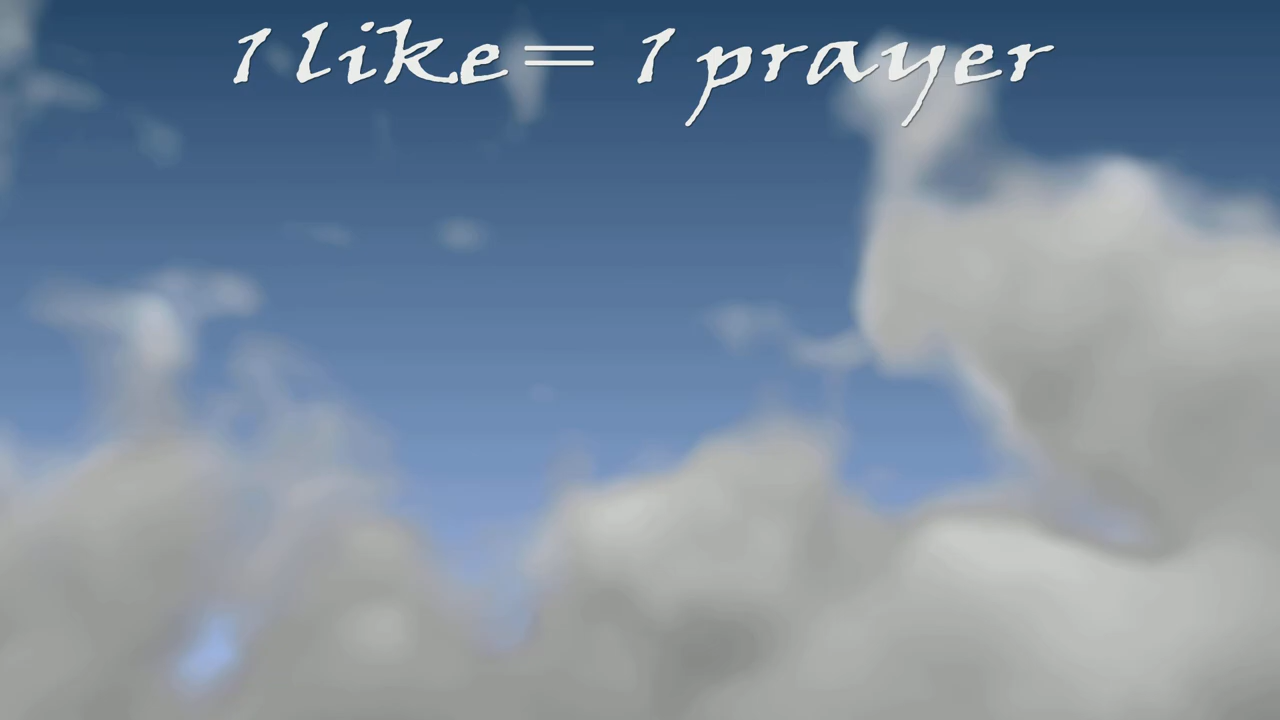 1 like = 1 prayer